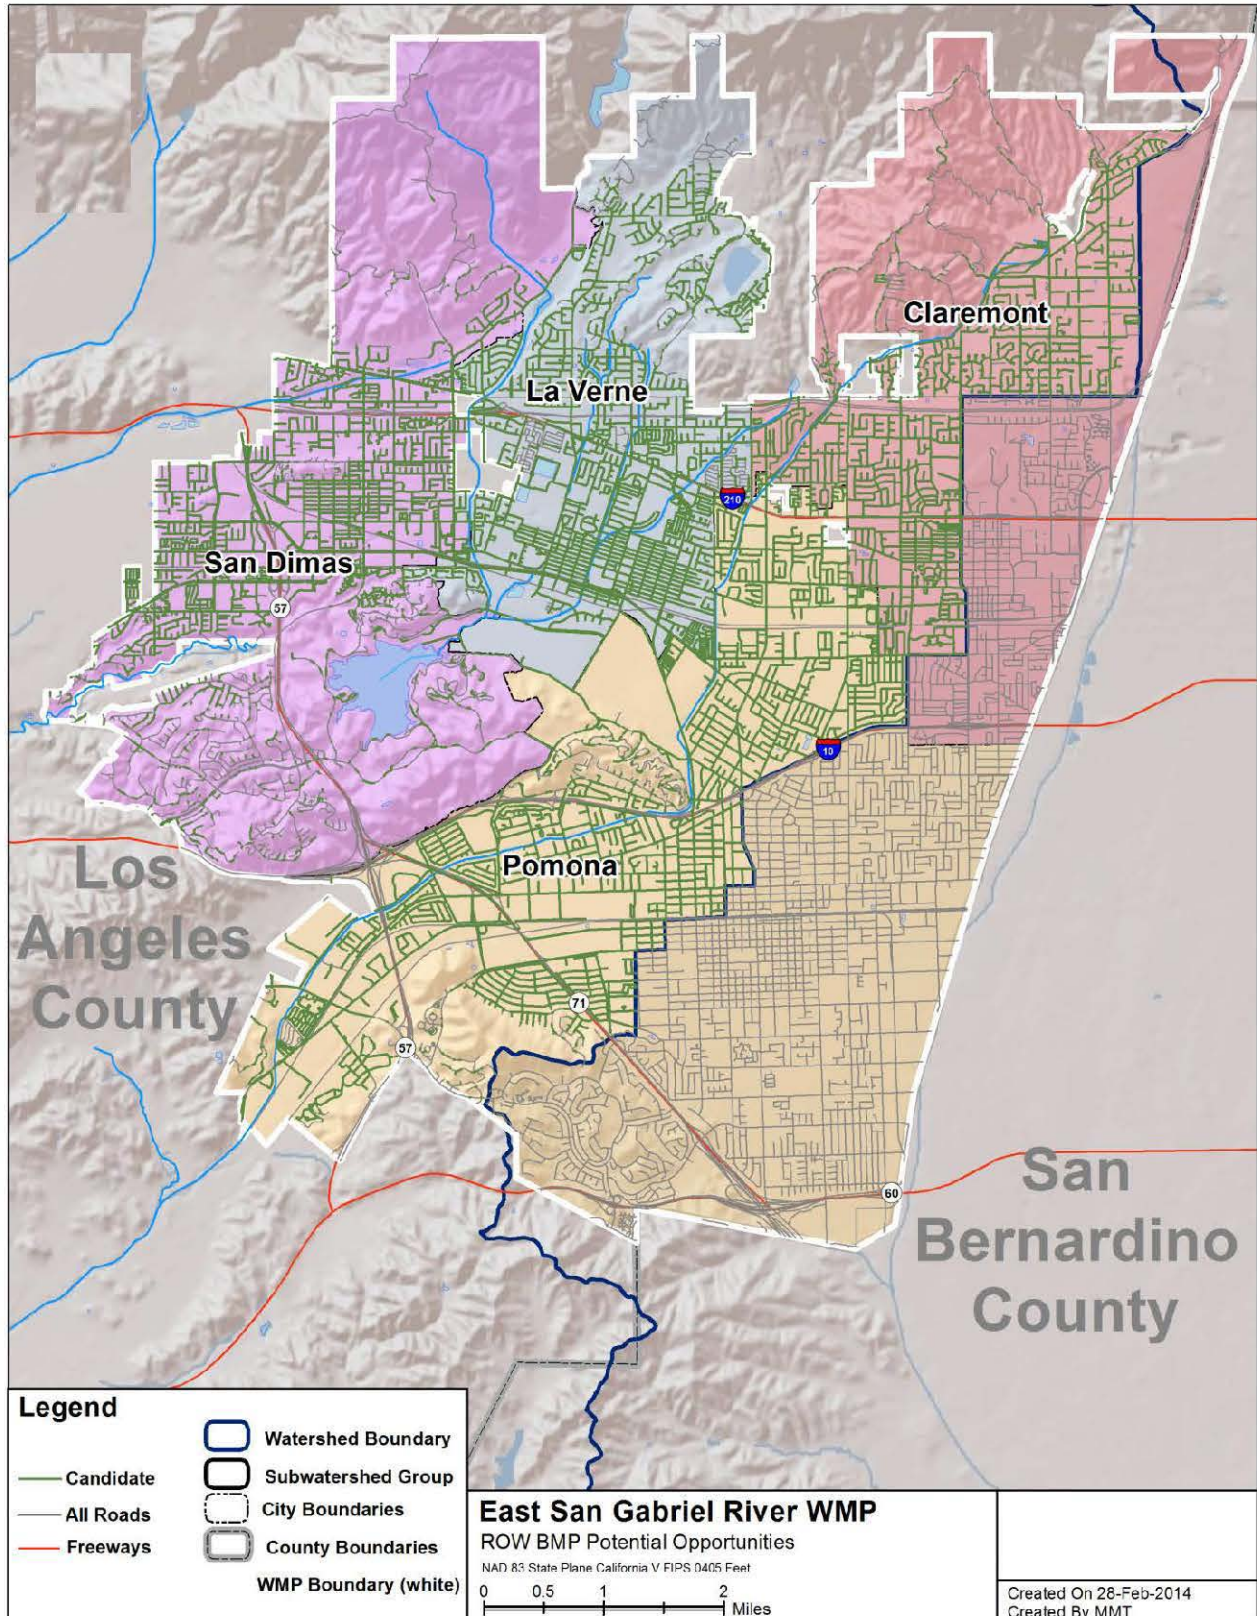 Claremont
La Verne
210
San Dimas
57
10
Pomona
Los
Angeles
County
71
57
San
Bernardino
County
60
Legend
Candidate
All Roads
Freeways
Watershed Boundary
Subwatershed Group
City Boundaries
County Boundaries
WMP Boundary (white)
East San Gabriel River WMP
ROW BMP Potential Opportunities
NAD 83 State Plane California V FIPS 0405 Feet
0 0.5 1 2
Miles
Created On 28-Feb-2014
Created By MMT